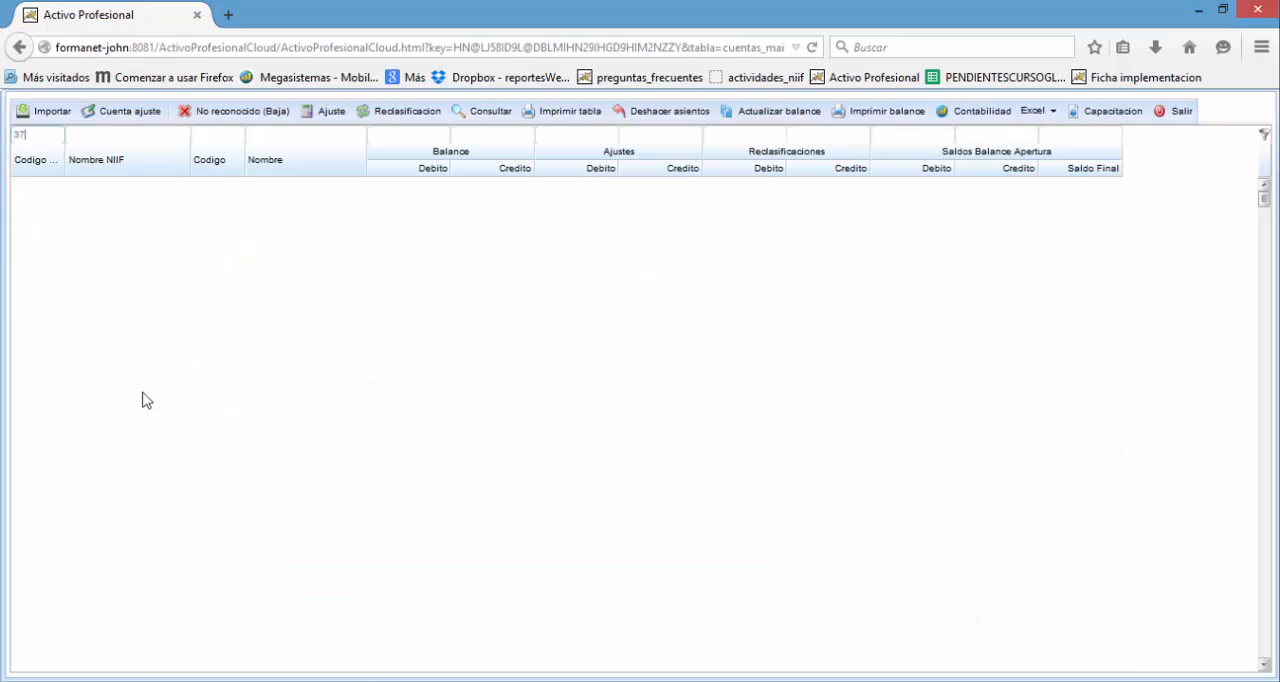 Activo Profesional
formanet-john:8081/ActivoProfesionalCloud/ActivoProfesionalCloud.html?key=HN@LJ58ID9L@DBLMIHN29IHGD9HIM2NZZY&tabla=cuentas_mai
Buscar
Más visitados Comenzar a usar Firefox Megasistemas - Mobil... Más Dropbox - reportesWe... preguntas_frecuentes actividades_niif Activo Profesional PENDIENTESCURSOGL... Ficha implementacion
Importar Cuenta ajuste No reconocido (Baja) Ajuste Reclasificacion Consultar Imprimir tabla Deshacer asientos Actualizar balance Imprimir balance Contabilidad Excel Capacitacion Salir
37
Codigo ... Nombre NIIF Codigo Nombre Balance Ajustes Reclasificaciones Saldos Balance Apertura
Debito Credito Debito Credito Debito Credito Debito Credito Saldo Final